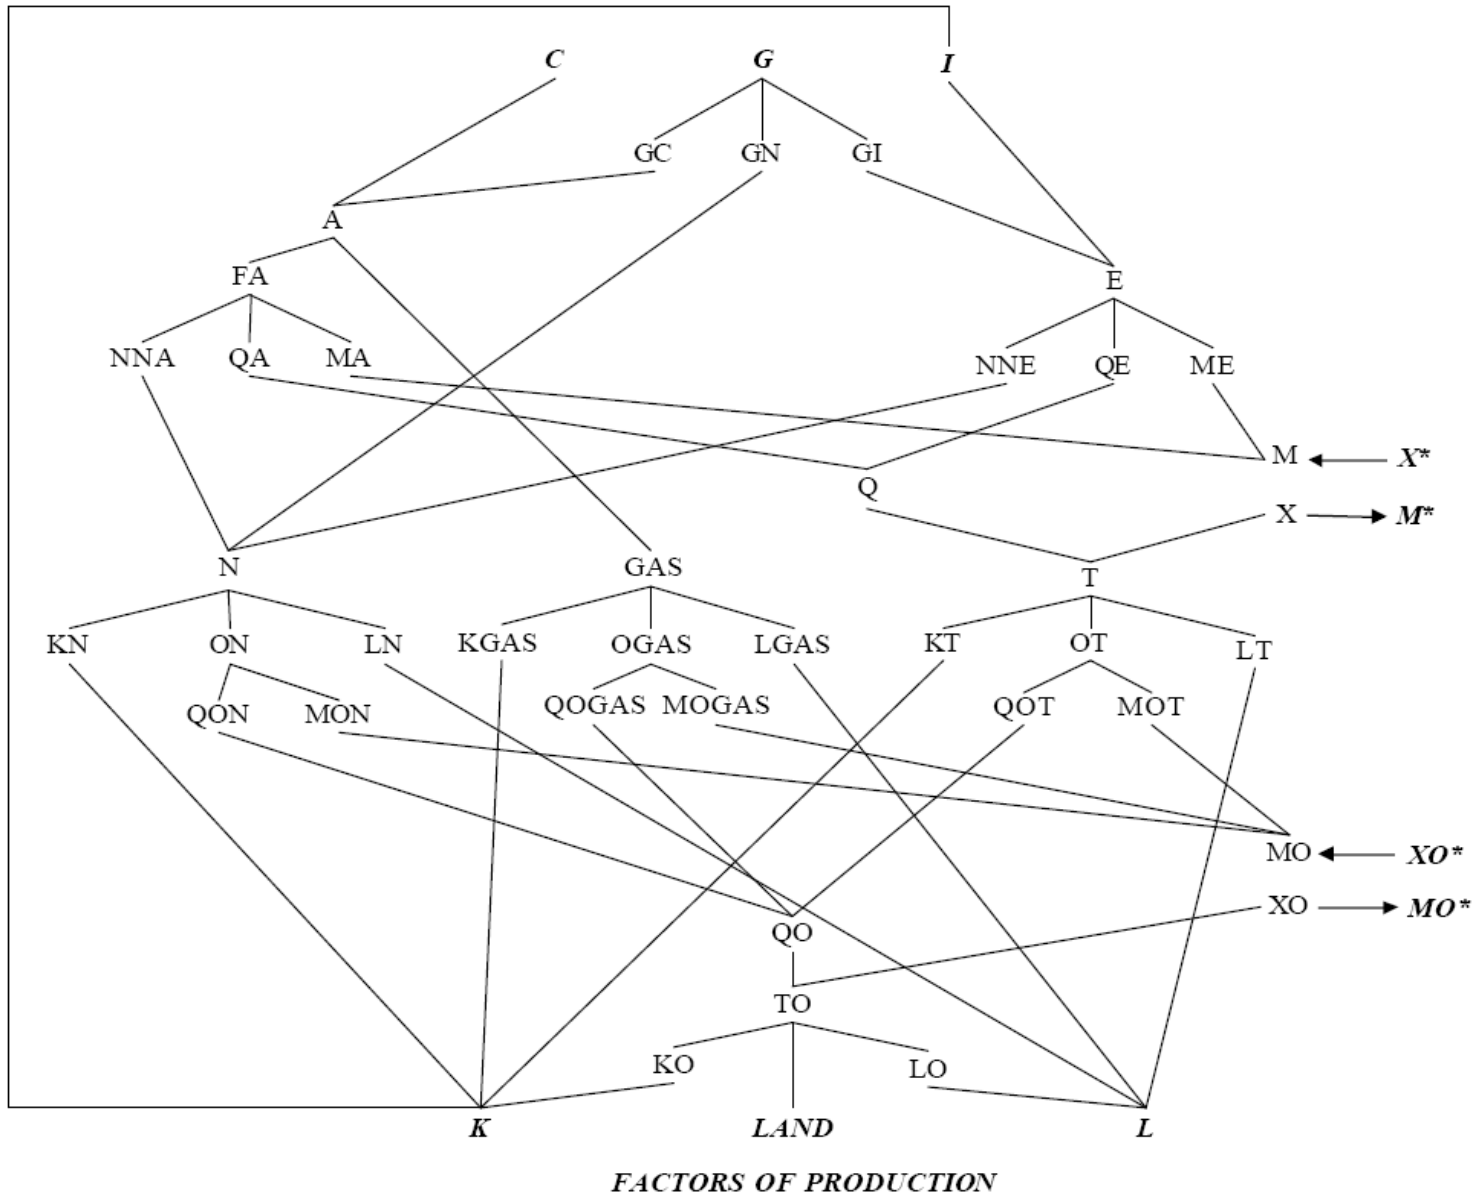 C G I
GC GN GI
A
FA E
NNA QA MA NNE QE ME
M X*
Q
X M*
N GAS T
KN ON LN KGAS OGAS LGAS KT OT LT
QON MON QOGAS MOGAS QOT MOT
MO XO*
XO MO*
QO
TO
KO LO
K LAND L
FACTORS OF PRODUCTION